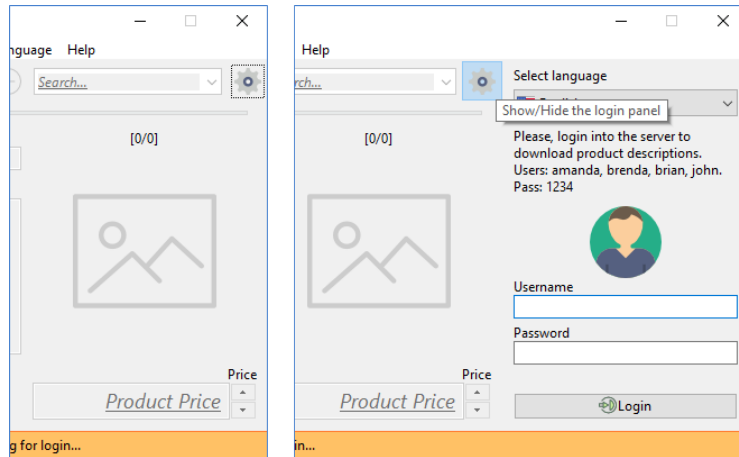 nguage Help
Search...
[0/0]
Price
Product Price
g for login...
Help
rch...
Select language
Show/Hide the login panel
[0/0]
Please, login into the server to
download product descriptions.
Users: amanda, brenda, brian, john.
Pass: 1234
Username
Password
Price
Product Price
Login
in...